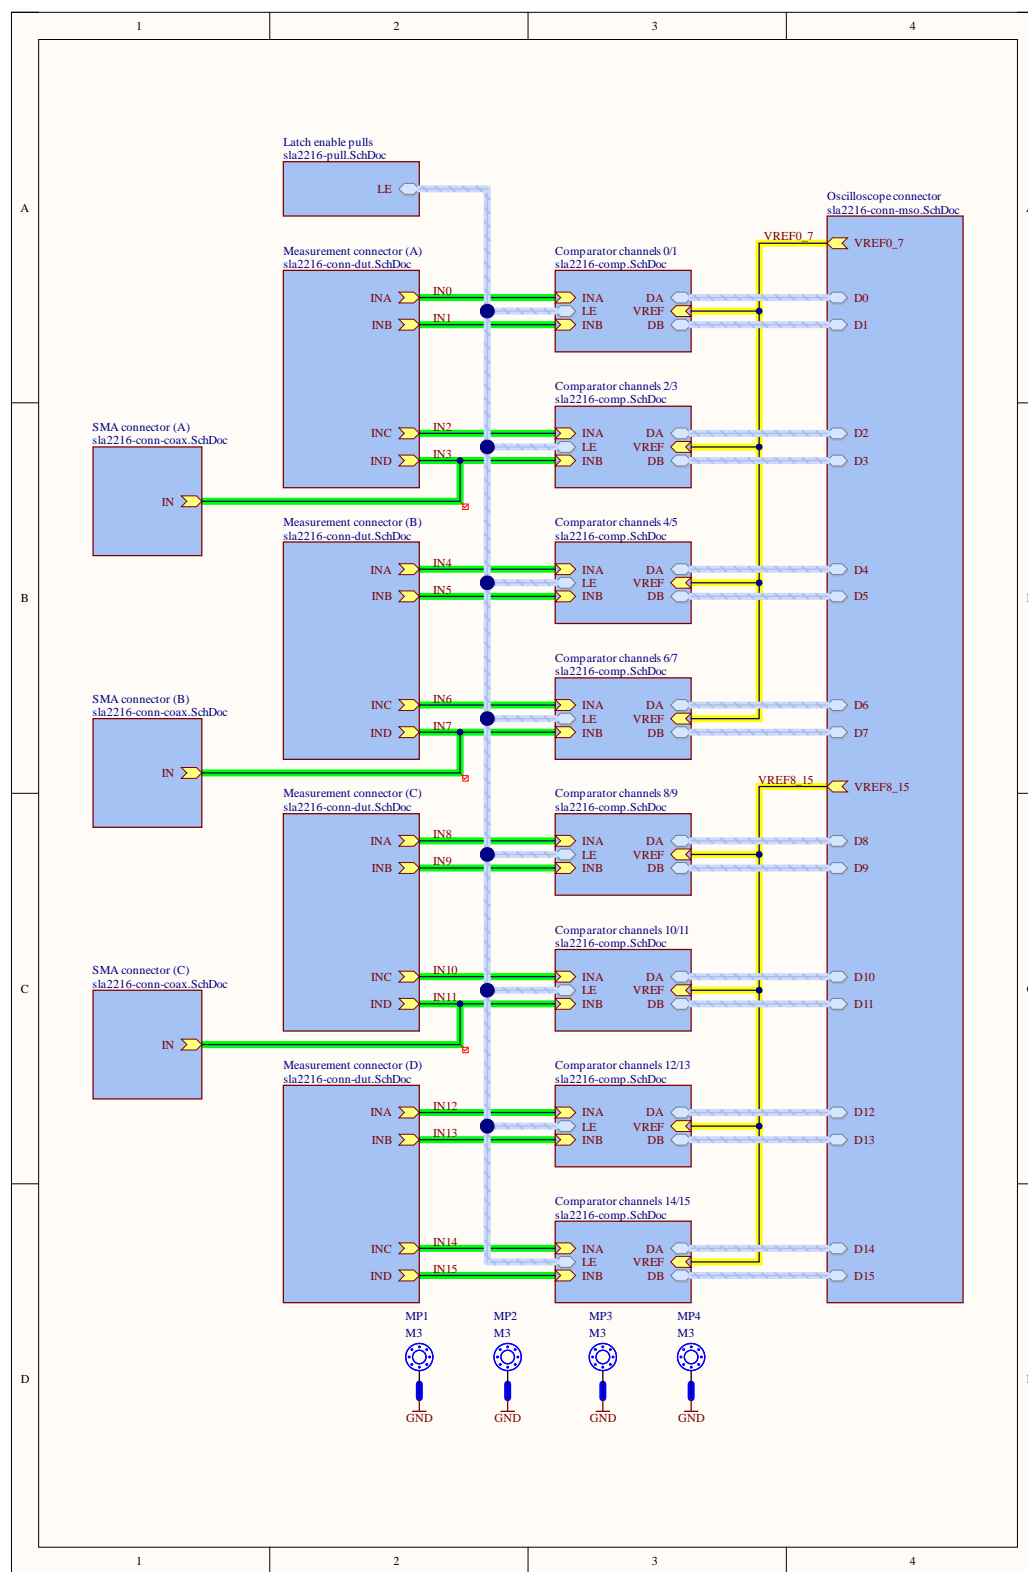 1 2 3 4
Latch enable pulls
sla2216-pull.SchDoc
LE
A
Oscilloscope connector
sla2216-conn-mso.SchDoc
VREF0_7 VREF0_7
Measurement connector (A)
sla2216-conn-dut.SchDoc
Comparator channels 0/1
sla2216-comp.SchDoc
INA IN0 INA DA D0
LE VREF
INB IN1 INB DB D1
Comparator channels 2/3
sla2216-comp.SchDoc
SMA connector (A)
sla2216-conn-coax.SchDoc
INC IN2 INA DA D2
LE VREF
IND IN3 INB DB D3
IN
Measurement connector (B)
sla2216-conn-dut.SchDoc
Comparator channels 4/5
sla2216-comp.SchDoc
INA IN4 INA DA D4
LE VREF
B INB IN5 INB DB D5
Comparator channels 6/7
sla2216-comp.SchDoc
SMA connector (B)
sla2216-conn-coax.SchDoc
INC IN6 INA DA D6
LE VREF
IND IN7 INB DB D7
IN
VREF8_15 VREF8_15
Measurement connector (C)
sla2216-conn-dut.SchDoc
Comparator channels 8/9
sla2216-comp.SchDoc
INA IN8 INA DA D8
LE VREF
INB IN9 INB DB D9
Comparator channels 10/11
sla2216-comp.SchDoc
SMA connector (C)
sla2216-conn-coax.SchDoc
INC IN10 INA DA D10
C LE VREF
IND IN11 INB DB D11
IN
Measurement connector (D)
sla2216-conn-dut.SchDoc
Comparator channels 12/13
sla2216-comp.SchDoc
INA IN12 INA DA D12
LE VREF
INB IN13 INB DB D13
Comparator channels 14/15
sla2216-comp.SchDoc
INC IN14 INA DA D14
LE VREF
IND IN15 INB DB D15
MP1 MP2 MP3 MP4
M3 M3 M3 M3
D
GND GND GND GND
1 2 3 4